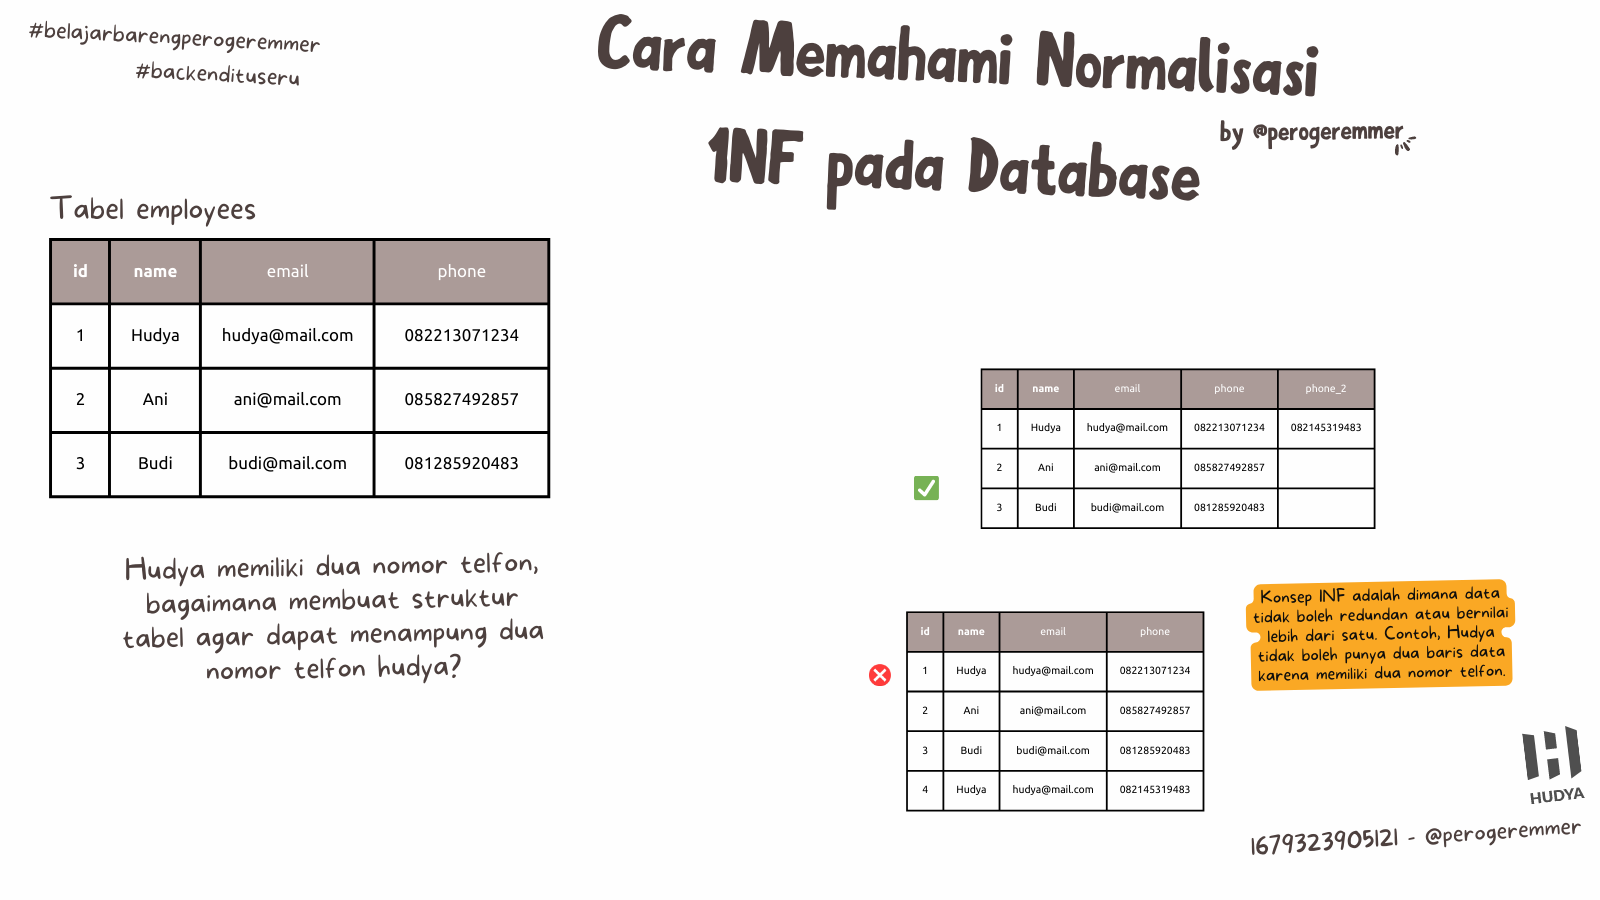 #belajarbarengperogeremmer
#backendituseru
Cara Memahami Normalisasi
1NF pada Database
by @perogeremmer
Tabel employees
id name email phone
1 Hudya hudya@mail.com 082213071234
2 Ani ani@mail.com 085827492857
3 Budi budi@mail.com 081285920483
Hudya memiliki dua nomor telfon,
bagaimana membuat struktur
tabel agar dapat menampung dua
nomor telfon hudya?
id name email phone phone_2
1 Hudya hudya@mail.com 082213071234 082145319483
2 Ani ani@mail.com 085827492857
3 Budi budi@mail.com 081285920483
id name email phone
1 Hudya hudya@mail.com 082213071234
2 Ani ani@mail.com 085827492857
3 Budi budi@mail.com 081285920483
4 Hudya hudya@mail.com 082145319483
Konsep 1NF adalah dimana data
tidak boleh redundan atau bernilai
lebih dari satu. Contoh, Hudya
tidak boleh punya dua baris data
karena memiliki dua nomor telfon.
HUDYA
1679323905121 - @perogeremmer